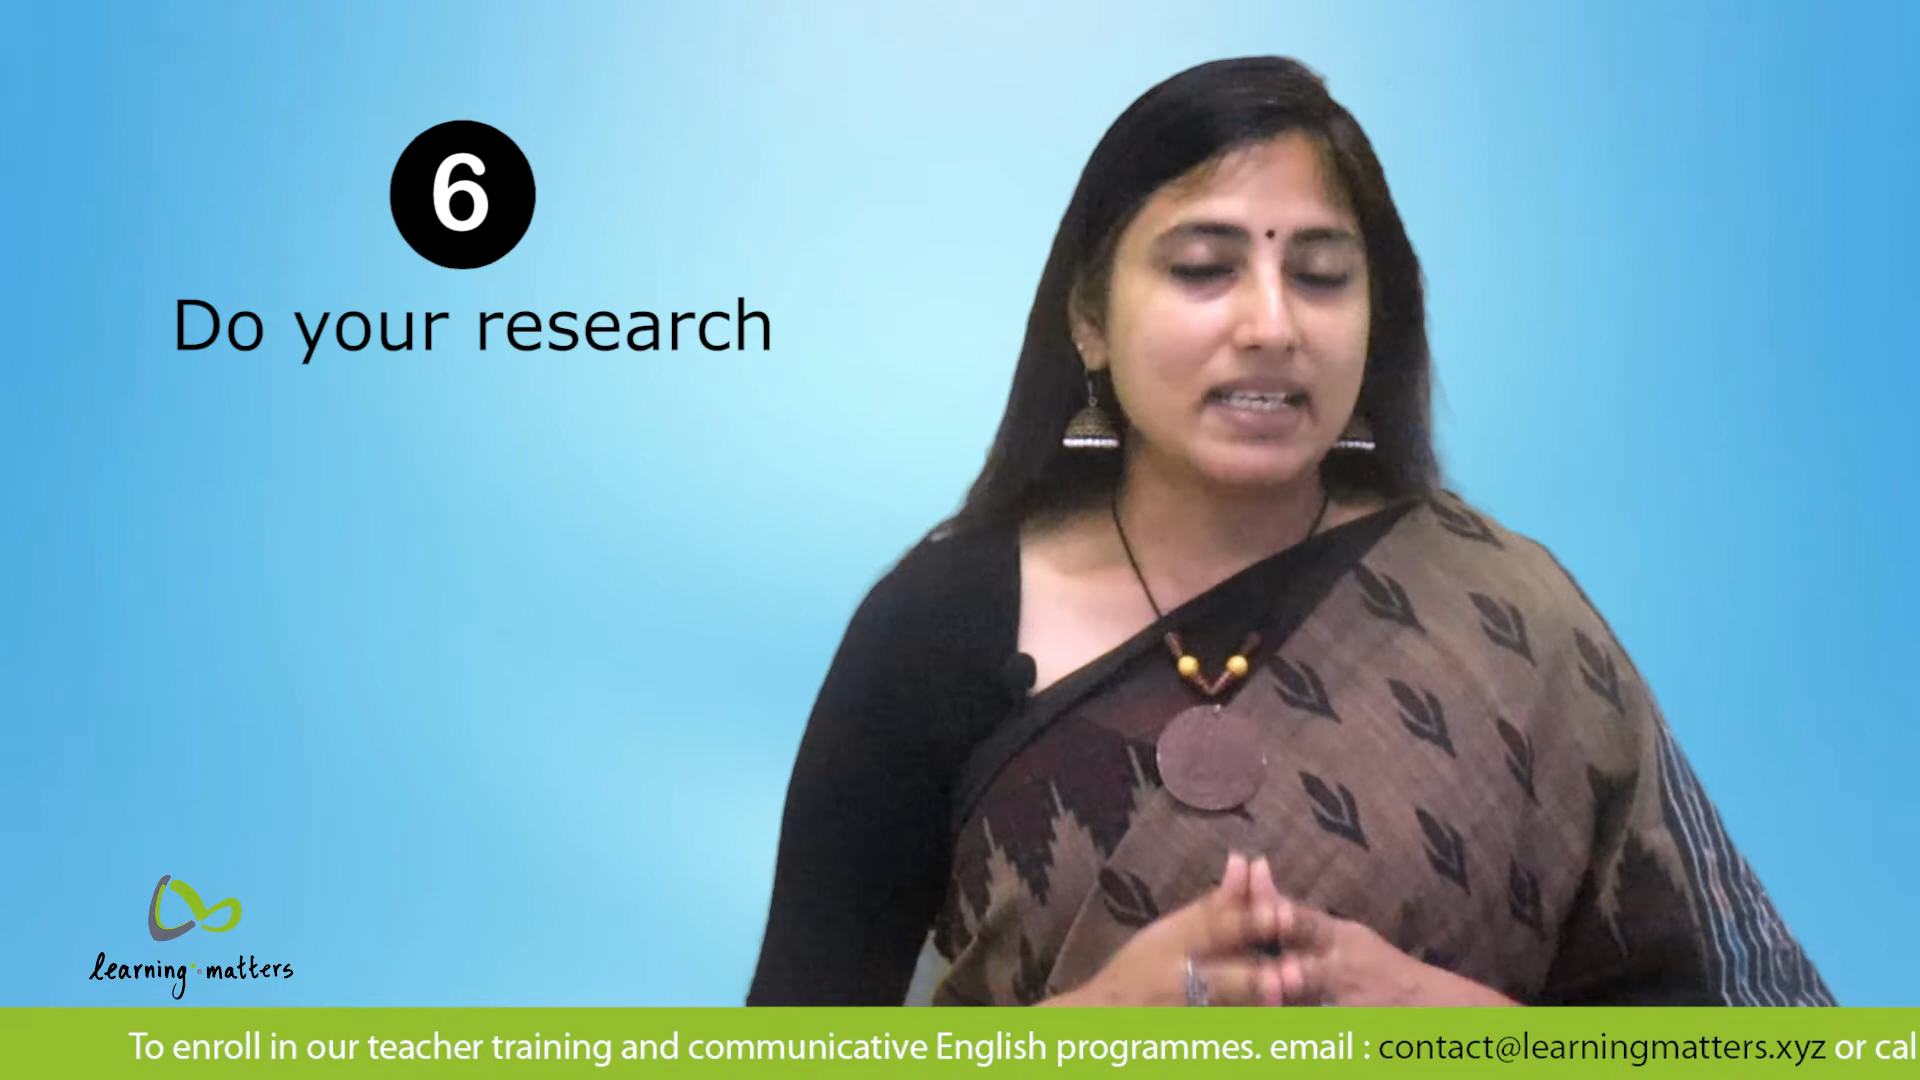 6
Do your research
learning matters
To enroll in our teacher training and communicative English programmes. email : contact@learningmatters.xyz or cal